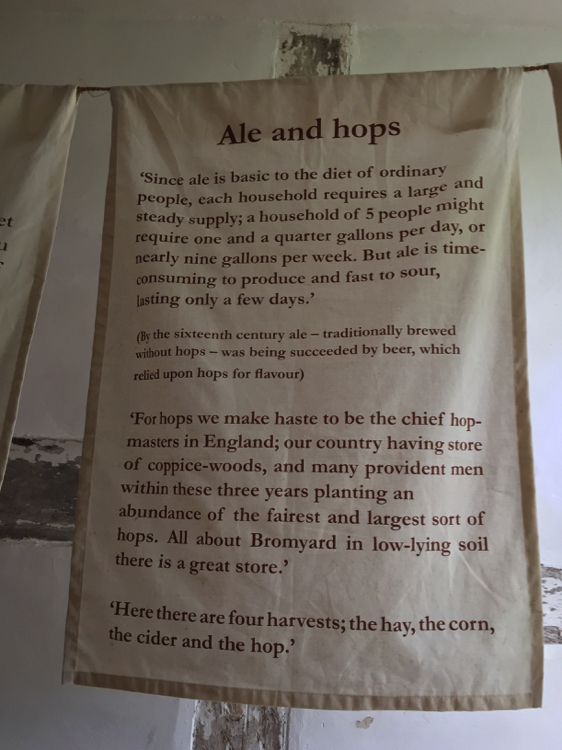 Ale and hops
‘Since ale is basic to the diet of ordinary
people, each household requires a large and
steady supply; a household of 5 people might
require one and a quarter gallons per day, or
nearly nine gallons per week. But ale is time-
consuming to produce and fast to sour,
lasting only a few days.’
(By the sixteenth century ale – traditionally brewed
without hops – was being succeeded by beer, which
relied upon hops for flavour)
‘For hops we make haste to be the chief hop-
masters in England; our country having store
of coppice-woods, and many provident men
within these three years planting an
abundance of the fairest and largest sort of
hops. All about Bromyard in low-lying soil
there is a great store.’
‘Here there are four harvests; the hay, the corn,
the cider and the hop.’